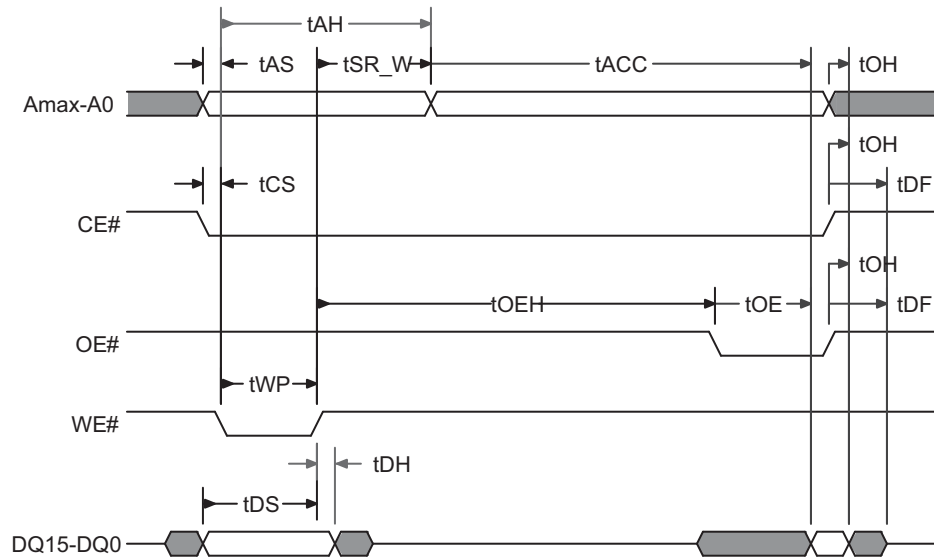 tAH
tAS tSR_W tACC tOH
Amax-A0
tOH
tCS tDF
CE#
tOH
tOEH tOE tDF
OE#
tWP
WE#
tDH
tDS
DQ15-DQ0